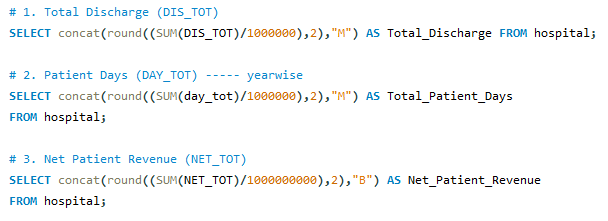 # 1. Total Discharge (DIS_TOT)
SELECT concat(round((SUM(DIS_TOT)/1000000),2),"M") AS Total_Discharge FROM hospital;
# 2. Patient Days (DAY_TOT) ----- yearwise
SELECT concat(round((SUM(day_tot)/1000000),2),"M") AS Total_Patient_Days
FROM hospital;
# 3. Net Patient Revenue (NET_TOT)
SELECT concat(round((SUM(NET_TOT)/1000000000),2),"B") AS Net_Patient_Revenue
FROM hospital;